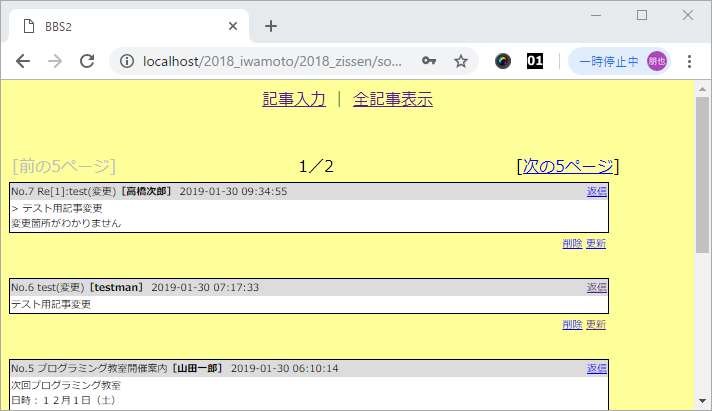 BBS2
localhost/2018_iwamoto/2018_zissen/so...
01
一時停止中
朋也
記事入力 ｜ 全記事表示
[前の5ページ] 1／2 [次の5ページ]
No.7 Re[1]:test(変更)［高橋次郎］ 2019-01-30 09:34:55 返信
> テスト用記事変更
変更箇所がわかりません
削除 更新
No.6 test(変更)［testman］ 2019-01-30 07:17:33 返信
テスト用記事変更
削除 更新
No.5 プログラミング教室開催案内［山田一郎］ 2019-01-30 06:10:14 返信
次回プログラミング教室
日時：１２月１日（土）